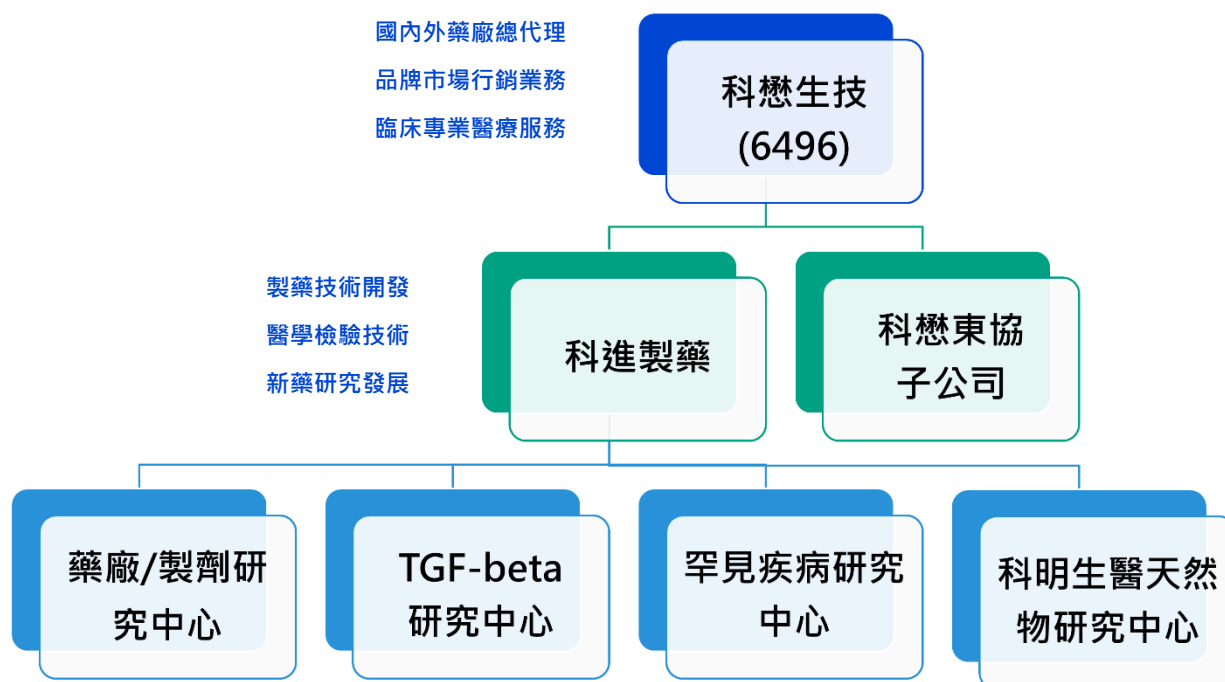 國內外藥廠總代理
品牌市場行銷業務
臨床專業醫療服務
科懋生技
(6496)
製藥技術開發
醫學檢驗技術
新藥研究發展
科進製藥
科懋東協
子公司
藥廠/製劑研
究中心
TGF-beta
研究中心
罕見疾病研究
中心
科明生醫天然
物研究中心